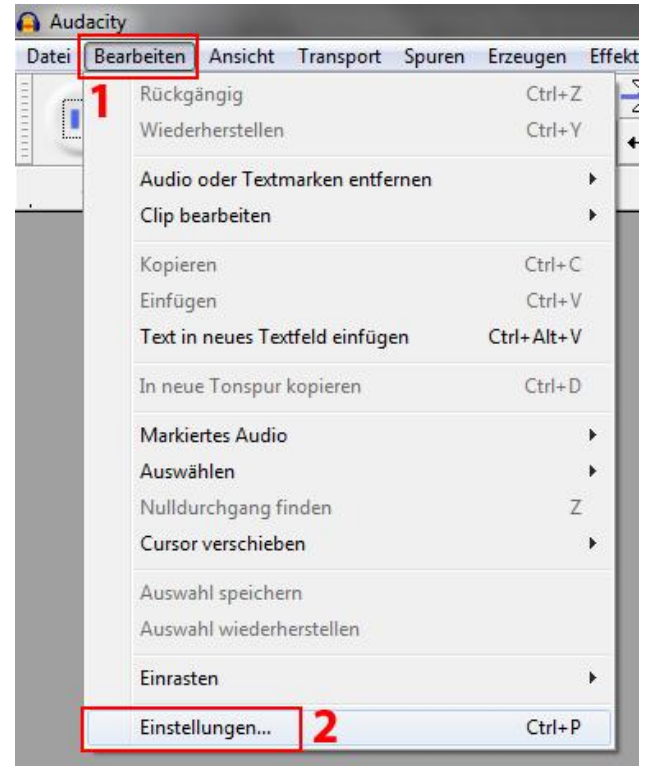 Audacity
Datei Bearbeiten Ansicht Transport Spuren Erzeugen Effekt
1
Rückgängig Ctrl+Z
Wiederherstellen Ctrl+Y
Audio oder Textmarken entfernen
Clip bearbeiten
Kopieren Ctrl+C
Einfügen Ctrl+V
Text in neues Textfeld einfügen Ctrl+Alt+V
In neue Tonspur kopieren Ctrl+D
Markiertes Audio
Auswählen
Nulldurchgang finden Z
Cursor verschieben
Auswahl speichern
Auswahl wiederherstellen
Einrasten
Einstellungen... 2 Ctrl+P